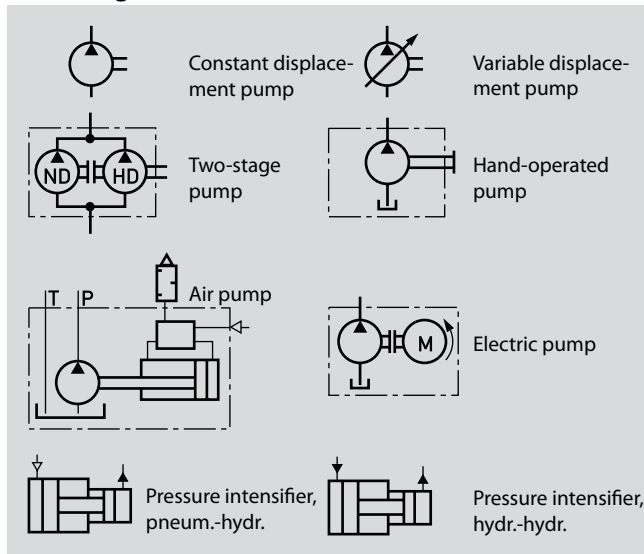 Constant displace-
ment pump
Variable displace-
ment pump
ND
HD
Two-stage
pump
Hand-operated
pump
T
P
Air pump
M
Electric pump
Pressure intensifier,
pneum.-hydr.
Pressure intensifier,
hydr.-hydr.